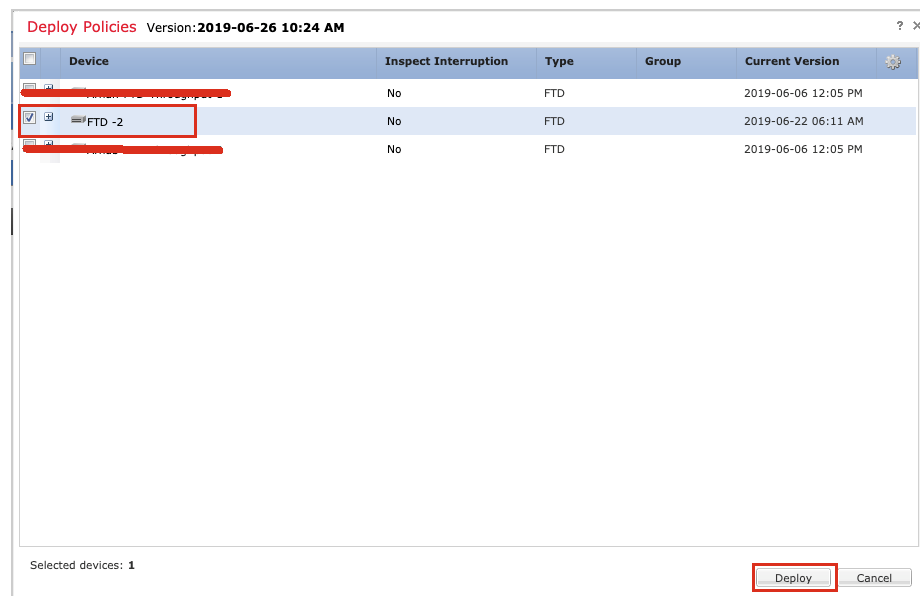 Deploy Policies Version:2019-06-26 10:24 AM ? ×
Device Inspect Interruption Type Group Current Version
No FTD 2019-06-06 12:05 PM
FTD -2 No FTD 2019-06-22 06:11 AM
No FTD 2019-06-06 12:05 PM
Selected devices: 1
Deploy Cancel